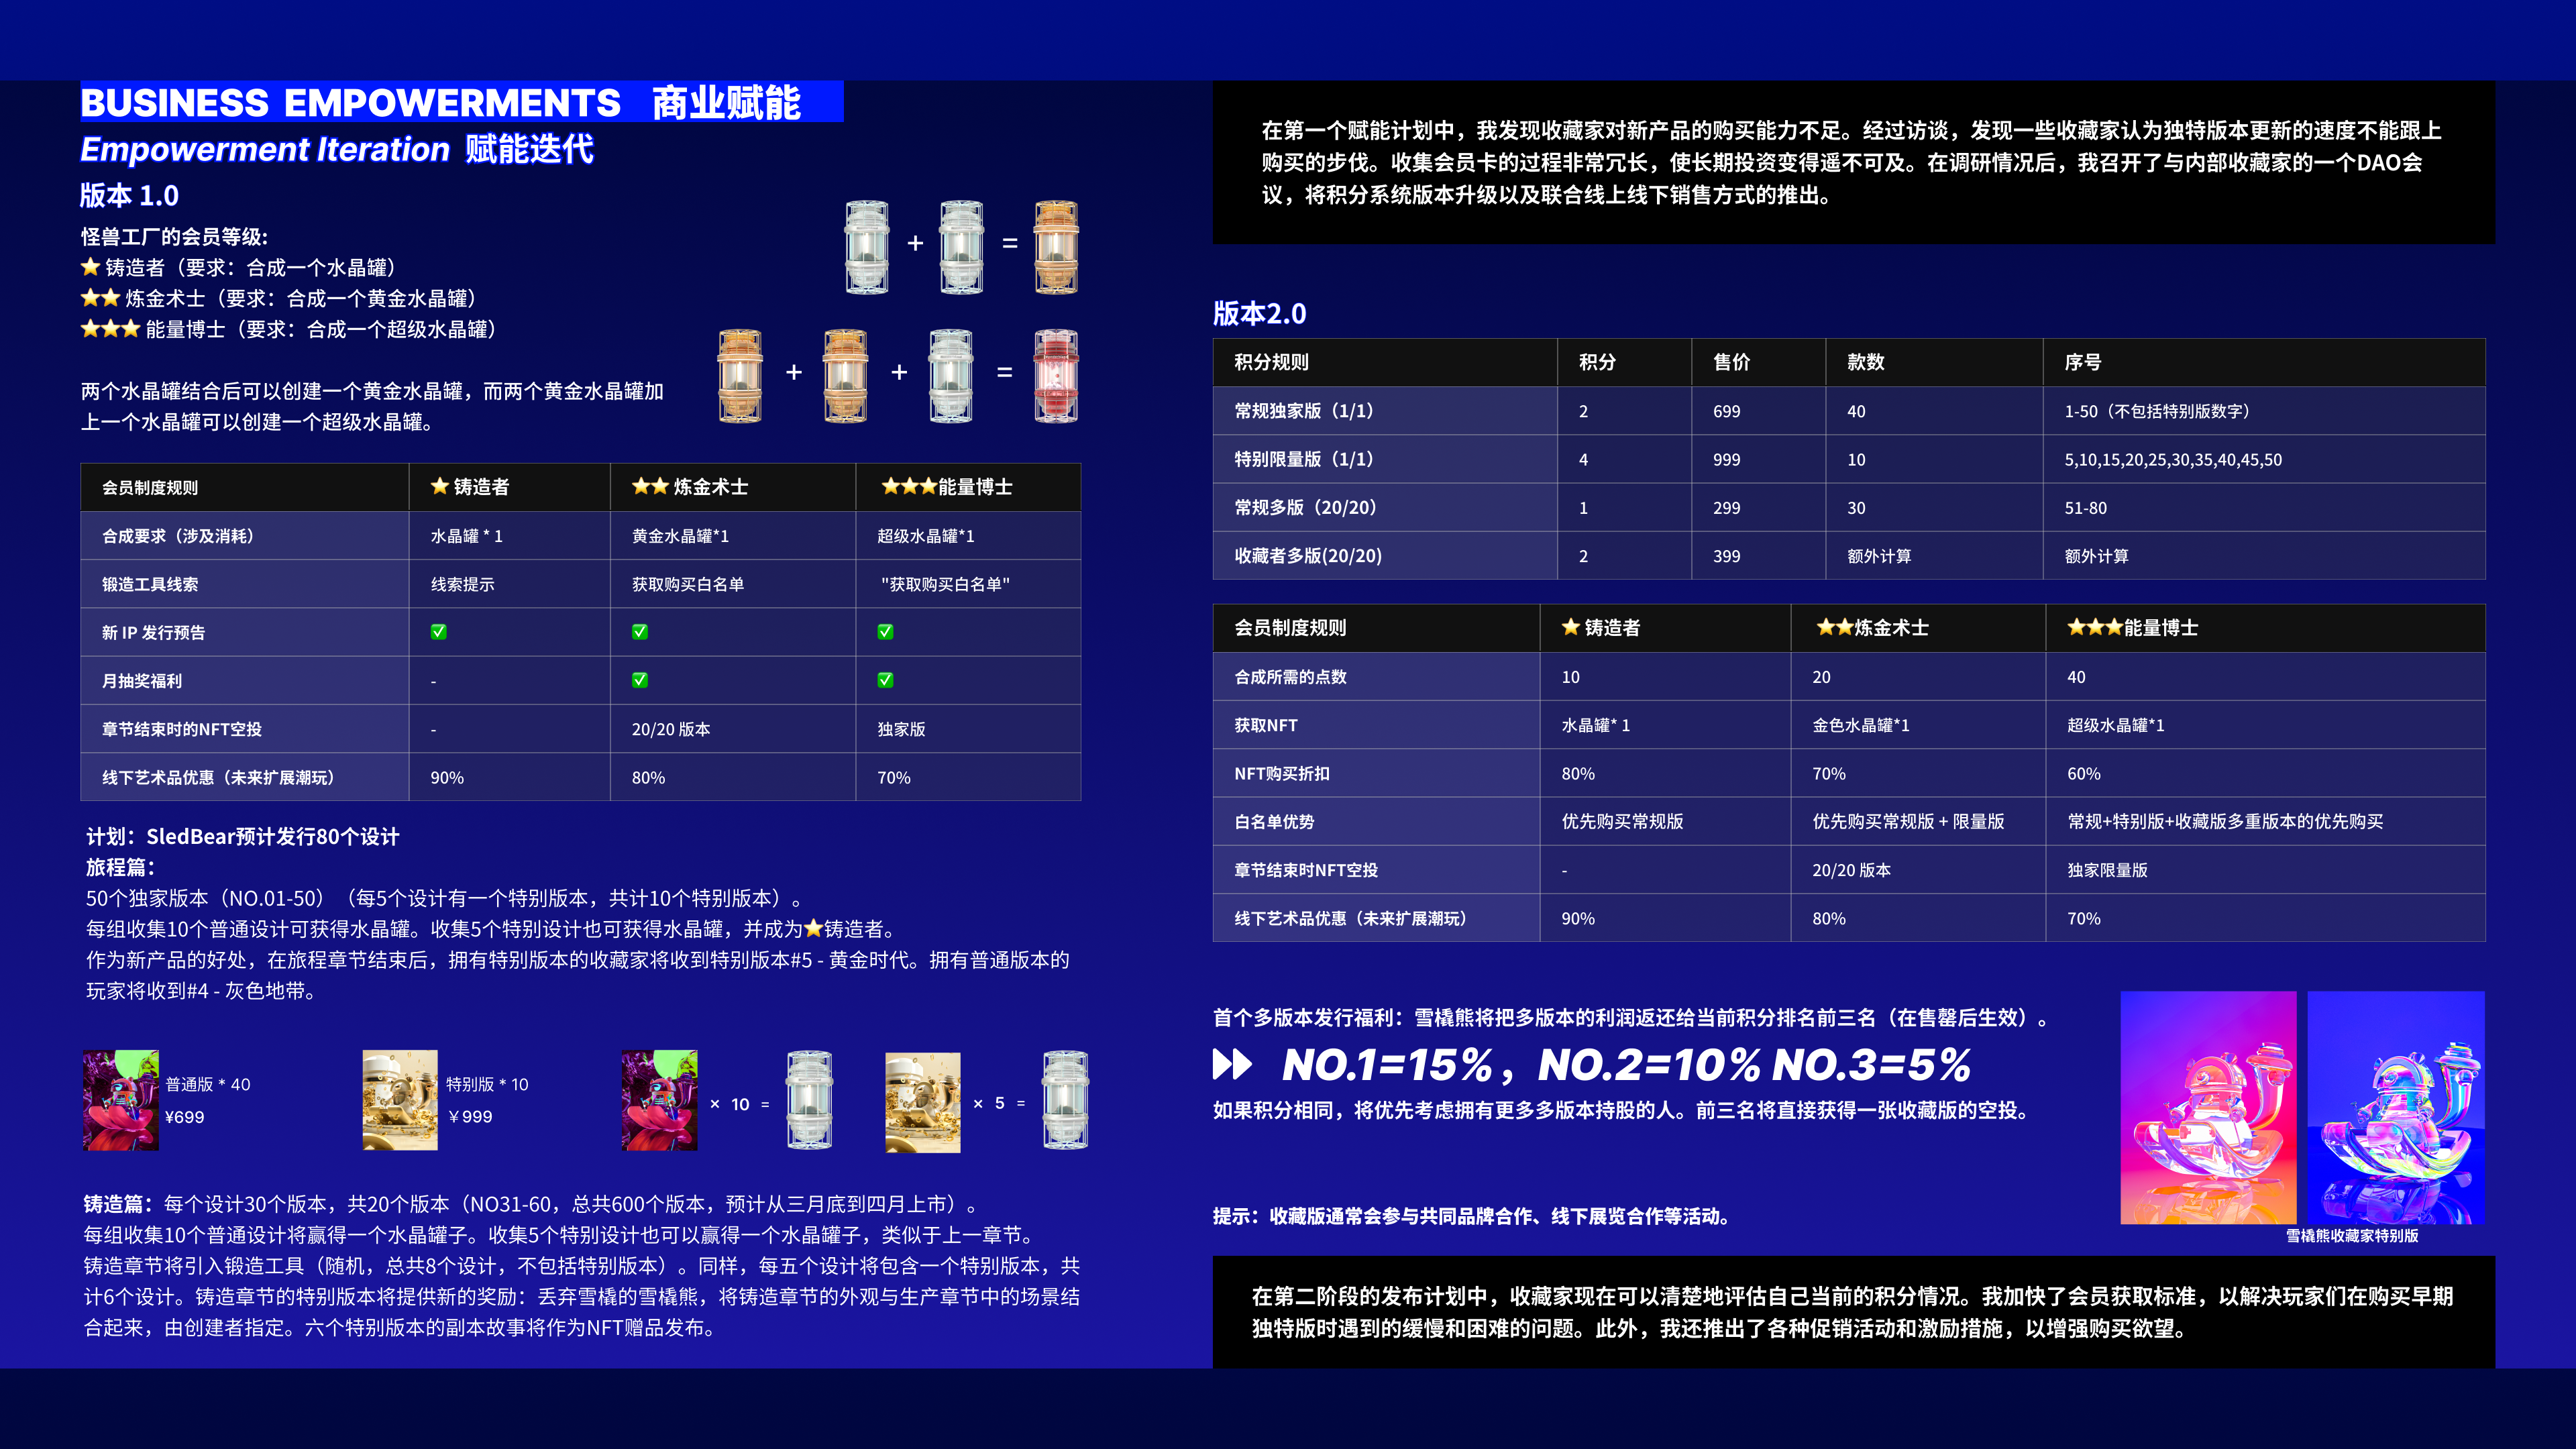 BUSINESS EMPOWERMENTS 商业赋能
Empowerment Iteration 赋能迭代
版本 1.0
怪兽工厂的会员等级:
⭐ 铸造者（要求：合成一个水晶罐）
⭐⭐ 炼金术士（要求：合成一个黄金水晶罐）
⭐⭐⭐ 能量博士（要求：合成一个超级水晶罐）
两个水晶罐结合后可以创建一个黄金水晶罐，而两个黄金水晶罐加
上一个水晶罐可以创建一个超级水晶罐。
+ =
+ + =
会员制度规则 ⭐ 铸造者 ⭐⭐ 炼金术士 ⭐⭐⭐能量博士
合成要求（涉及消耗） 水晶罐 * 1 黄金水晶罐*1 超级水晶罐*1
锻造工具线索 线索提示 获取购买白名单 "获取购买白名单"
新 IP 发行预告 ✅ ✅ ✅
月抽奖福利 - ✅ ✅
章节结束时的NFT空投 - 20/20 版本 独家版
线下艺术品优惠（未来扩展潮玩） 90% 80% 70%
计划：SledBear预计发行80个设计
旅程篇：
50个独家版本（NO.01-50）（每5个设计有一个特别版本，共计10个特别版本）。
每组收集10个普通设计可获得水晶罐。收集5个特别设计也可获得水晶罐，并成为⭐铸造者。
作为新产品的好处，在旅程章节结束后，拥有特别版本的收藏家将收到特别版本#5 - 黄金时代。拥有普通版本的
玩家将收到#4 - 灰色地带。
普通版 * 40
¥699
特别版 * 10
￥999
× 10 =
× 5 =
铸造篇：每个设计30个版本，共20个版本（NO31-60，总共600个版本，预计从三月底到四月上市）。
每组收集10个普通设计将赢得一个水晶罐子。收集5个特别设计也可以赢得一个水晶罐子，类似于上一章节。
铸造章节将引入锻造工具（随机，总共8个设计，不包括特别版本）。同样，每五个设计将包含一个特别版本，共
计6个设计。铸造章节的特别版本将提供新的奖励：丢弃雪橇的雪橇熊，将铸造章节的外观与生产章节中的场景结
合起来，由创建者指定。六个特别版本的副本故事将作为NFT赠品发布。
在第一个赋能计划中，我发现收藏家对新产品的购买能力不足。经过访谈，发现一些收藏家认为独特版本更新的速度不能跟上
购买的步伐。收集会员卡的过程非常冗长，使长期投资变得遥不可及。在调研情况后，我召开了与内部收藏家的一个DAO会
议，将积分系统版本升级以及联合线上线下销售方式的推出。
版本2.0
积分规则 积分 售价 款数 序号
常规独家版（1/1） 2 699 40 1-50（不包括特别版数字）
特别限量版（1/1） 4 999 10 5,10,15,20,25,30,35,40,45,50
常规多版（20/20） 1 299 30 51-80
收藏者多版(20/20) 2 399 额外计算 额外计算
会员制度规则 ⭐ 铸造者 ⭐⭐炼金术士 ⭐⭐⭐能量博士
合成所需的点数 10 20 40
获取NFT 水晶罐* 1 金色水晶罐*1 超级水晶罐*1
NFT购买折扣 80% 70% 60%
白名单优势 优先购买常规版 优先购买常规版 + 限量版 常规+特别版+收藏版多重版本的优先购买
章节结束时NFT空投 - 20/20 版本 独家限量版
线下艺术品优惠（未来扩展潮玩） 90% 80% 70%
首个多版本发行福利：雪橇熊将把多版本的利润返还给当前积分排名前三名（在售罄后生效）。
NO.1=15%，NO.2=10% NO.3=5%
如果积分相同，将优先考虑拥有更多多版本持股的人。前三名将直接获得一张收藏版的空投。
提示：收藏版通常会参与共同品牌合作、线下展览合作等活动。
雪橇熊收藏家特别版
在第二阶段的发布计划中，收藏家现在可以清楚地评估自己当前的积分情况。我加快了会员获取标准，以解决玩家们在购买早期
独特版时遇到的缓慢和困难的问题。此外，我还推出了各种促销活动和激励措施，以增强购买欲望。